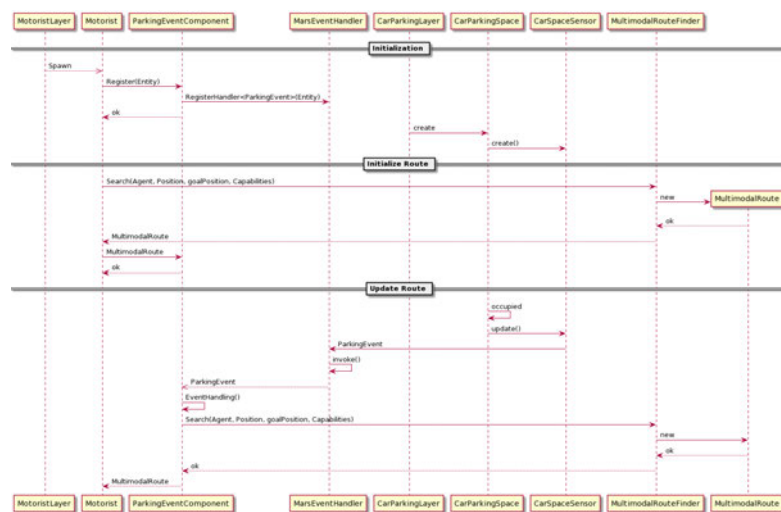 MotoristLayer Motorist ParkingEventComponent MarsEventHandler CarParkingLayer CarParkingSpace CarSpaceSensor MultimodalRouteFinder
Initialization
Spawn
Register(Entity)
RegisterHandler<ParkingEvent>(Entity)
ok
create
create()
Initialize Route
Search(Agent, Position, goalPosition, Capabilities)
new
MultimodalRoute
ok
MultimodalRoute
MultimodalRoute
ok
Update Route
occupied
update()
ParkingEvent
invoke()
ParkingEvent
EventHandling()
Search(Agent, Position, goalPosition, Capabilities)
new
ok
ok
MultimodalRoute
MotoristLayer Motorist ParkingEventComponent MarsEventHandler CarParkingLayer CarParkingSpace CarSpaceSensor MultimodalRouteFinder MultimodalRoute